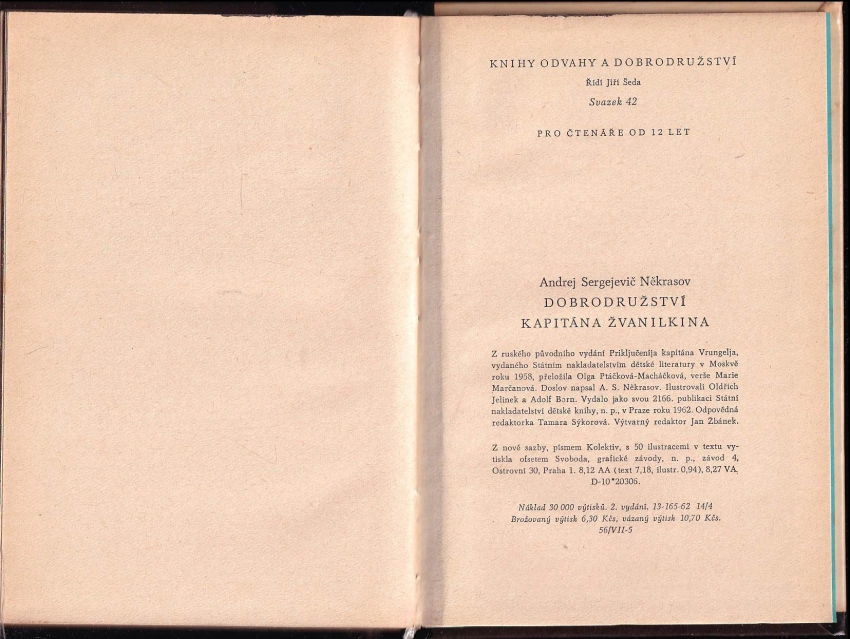 KNIHY ODVAHY A DOBRODRUŽSTVÍ
Řídí Jiří Šeda
Svazek 42
PRO ČTENÁŘE OD 12 LET
Andrej Sergejevič Někrasov
DOBRODRUŽSTVÍ
KAPITÁNA ŽVANILKINA
Z ruského původního vydání Priključenija kapitána Vrungelja,
vydaného Státním nakladatelstvím dětské literatury v Moskvě
roku 1958, přeložila Olga Ptáčková-Macháčková, verše Marie
Marčanová. Doslov napsal A. S. Někrasov. Ilustrovali Oldřich
Jelínek a Adolf Born. Vydalo jako svou 2166. publikaci Státní
nakladatelství dětské knihy, n. p., v Praze roku 1962. Odpovědná
redaktorka Tamara Sýkorová. Výtvarný redaktor Jan Žbánek.
Z nové sazby, písmem Kolektiv, s 50 ilustracemi v textu vy-
tiskla ofsetem Svoboda, grafické závody, n. p., závod 4,
Ostrovní 30, Praha 1. 8,12 AA (text 7,18, ilustr. 0,94), 8,27 VA.
D-10*20306.
Náklad 30 000 výtisků. 2. vydání. 13-165-62 14/4
Brožovaný výtisk 6,30 Kčs, vázaný výtisk 10,70 Kčs.
56/VII-5